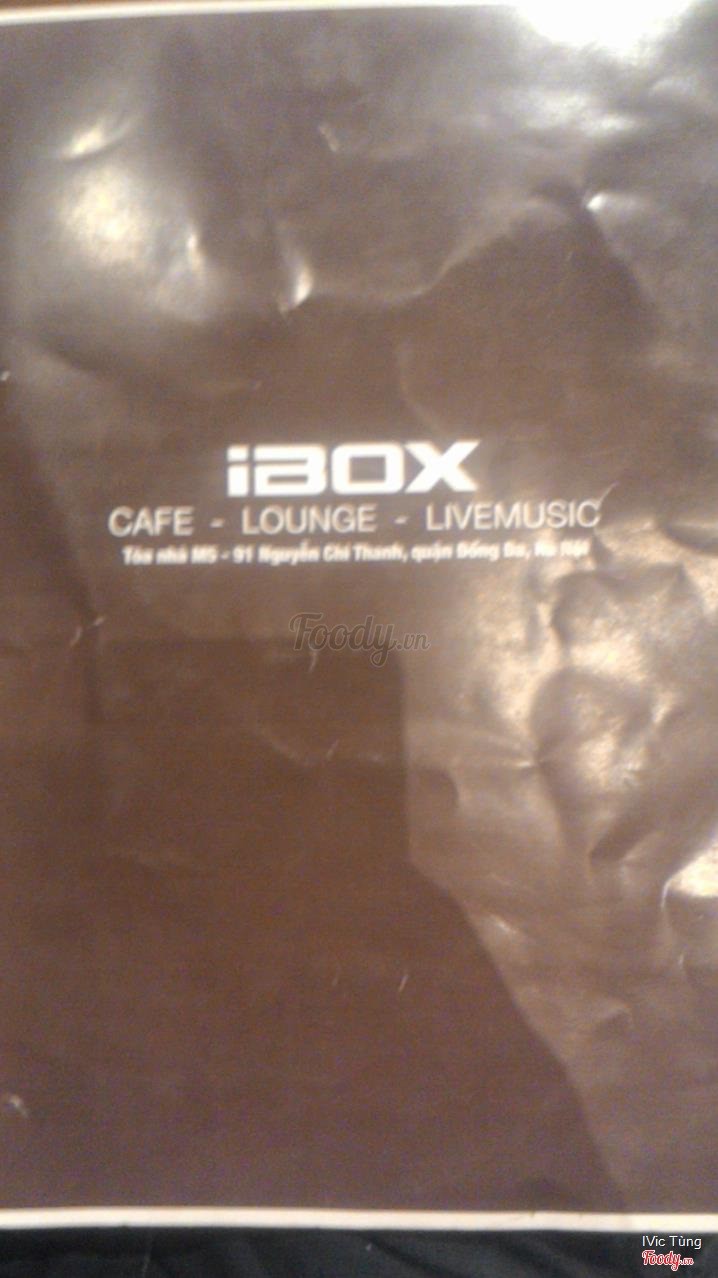 iBOX
CAFE - LOUNGE - LIVEMUSIC
Tòa nhà M5 - 91 Nguyễn Chí Thanh, quận Đống Đa, Hà Nội
Foody.vn
IVic Tùng
Foody.vn